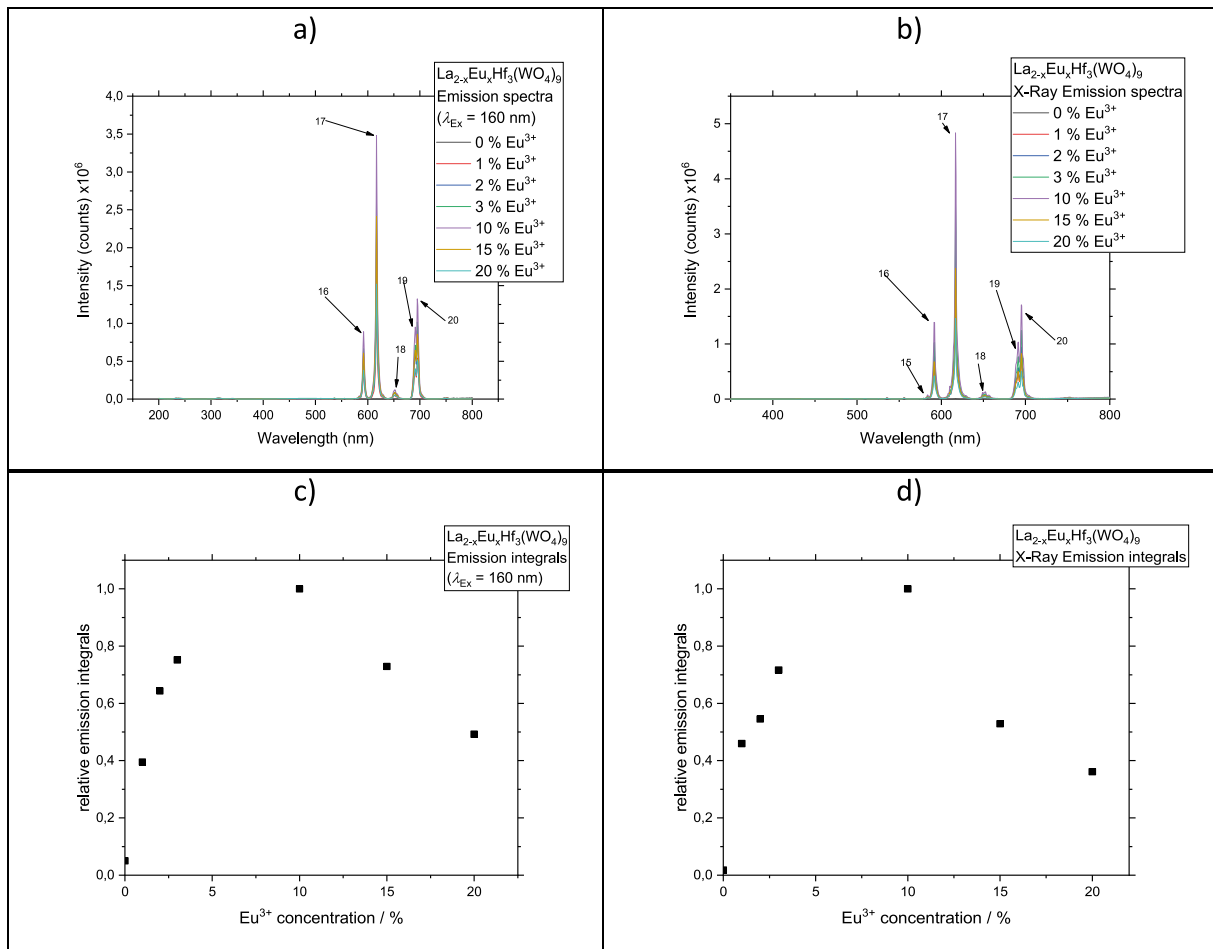 a)
La₂₋ₓEuₓHf₃(WO₄)₉
Emission spectra
(λEx = 160 nm)
0 % Eu³⁺
1 % Eu³⁺
2 % Eu³⁺
3 % Eu³⁺
10 % Eu³⁺
15 % Eu³⁺
20 % Eu³⁺
4,0
3,5
3,0
2,5
2,0
1,5
1,0
0,5
0,0
Intensity (counts) x10⁶
17
16
19
20
18
200 300 400 500 600 700 800
Wavelength (nm)
b)
La₂₋ₓEuₓHf₃(WO₄)₉
X-Ray Emission spectra
0 % Eu³⁺
1 % Eu³⁺
2 % Eu³⁺
3 % Eu³⁺
10 % Eu³⁺
15 % Eu³⁺
20 % Eu³⁺
5
4
3
2
1
0
Intensity (counts) x10⁶
17
16
19
20
15
18
400 500 600 700 800
Wavelength (nm)
c)
La₂₋ₓEuₓHf₃(WO₄)₉
Emission integrals
(λEx = 160 nm)
1,0
0,8
0,6
0,4
0,2
0,0
relative emission integrals
0 5 10 15 20
Eu³⁺ concentration / %
d)
La₂₋ₓEuₓHf₃(WO₄)₉
X-Ray Emission integrals
1,0
0,8
0,6
0,4
0,2
0,0
relative emission integrals
0 5 10 15 20
Eu³⁺ concentration / %